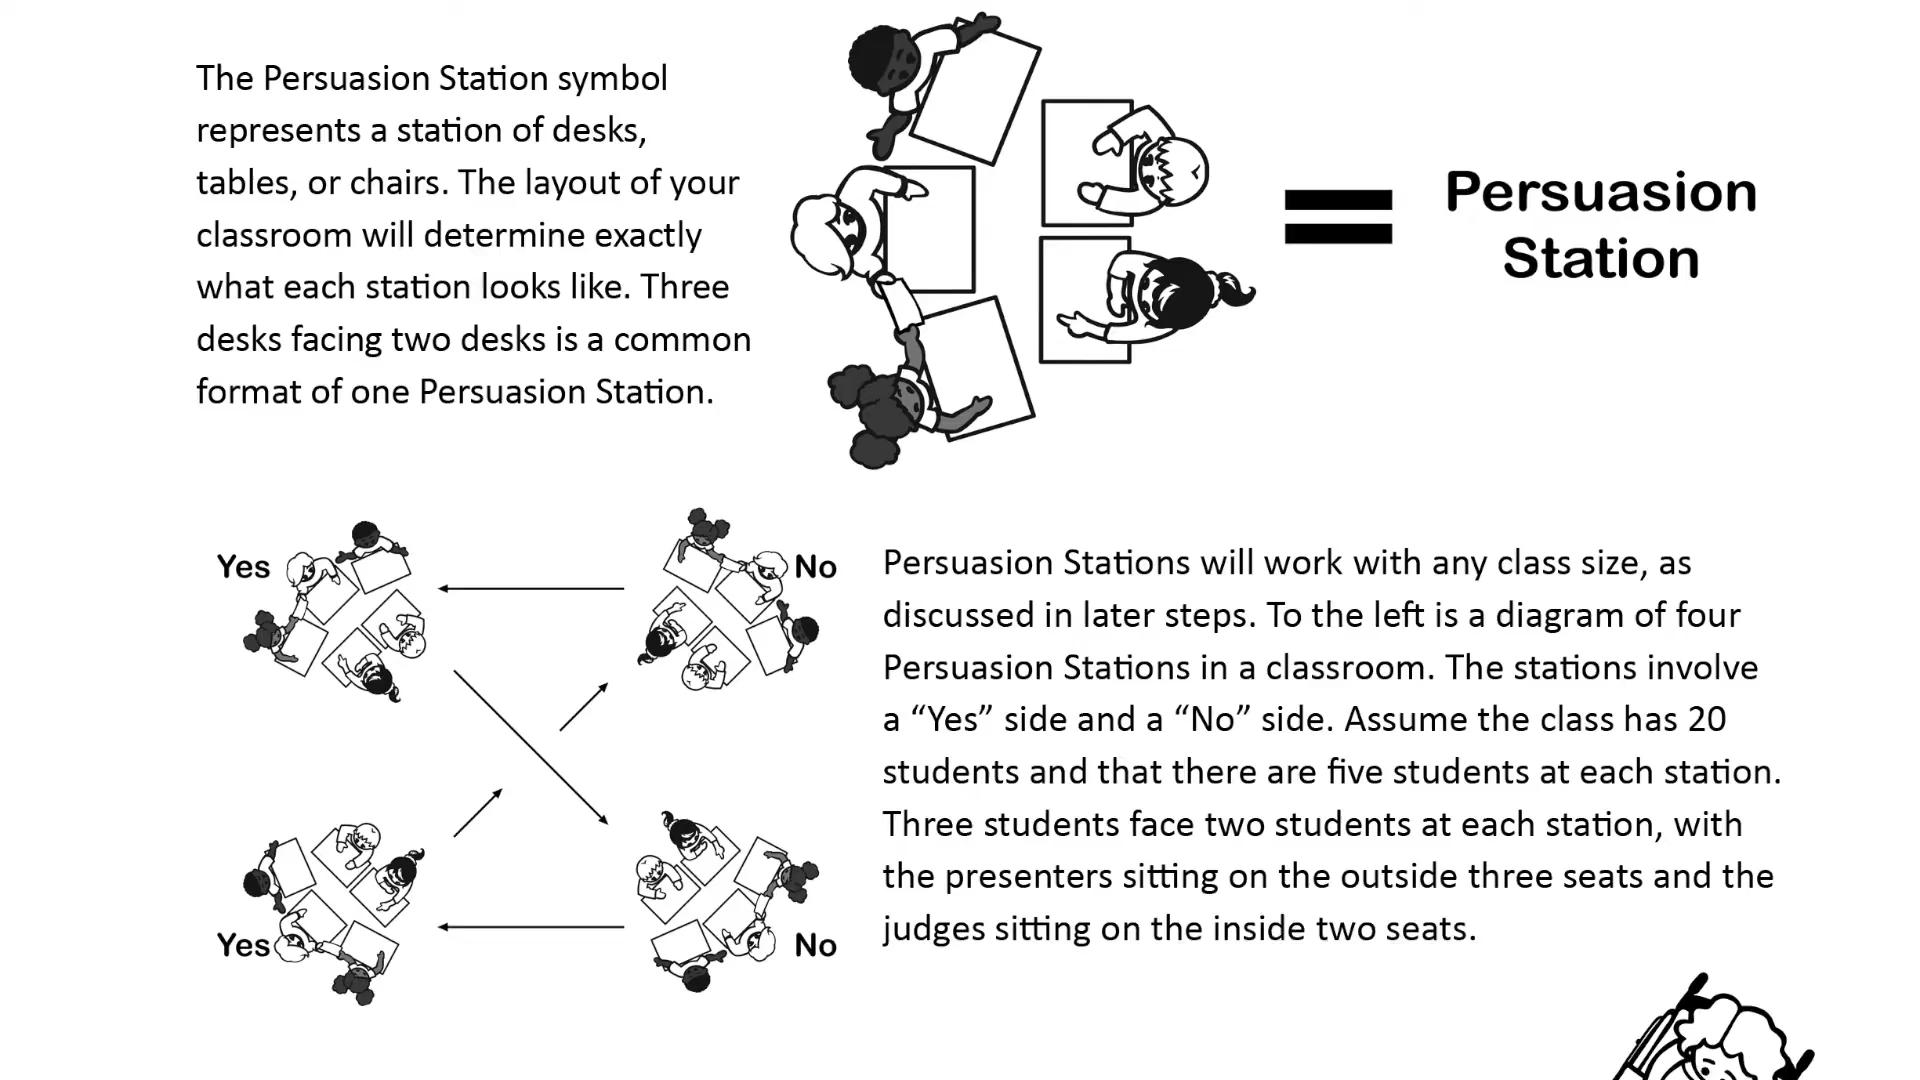 The Persuasion Station symbol
represents a station of desks,
tables, or chairs. The layout of your
classroom will determine exactly
what each station looks like. Three
desks facing two desks is a common
format of one Persuasion Station.
Persuasion
Station
Yes
No
Yes
No
Persuasion Stations will work with any class size, as
discussed in later steps. To the left is a diagram of four
Persuasion Stations in a classroom. The stations involve
a “Yes” side and a “No” side. Assume the class has 20
students and that there are five students at each station.
Three students face two students at each station, with
the presenters sitting on the outside three seats and the
judges sitting on the inside two seats.